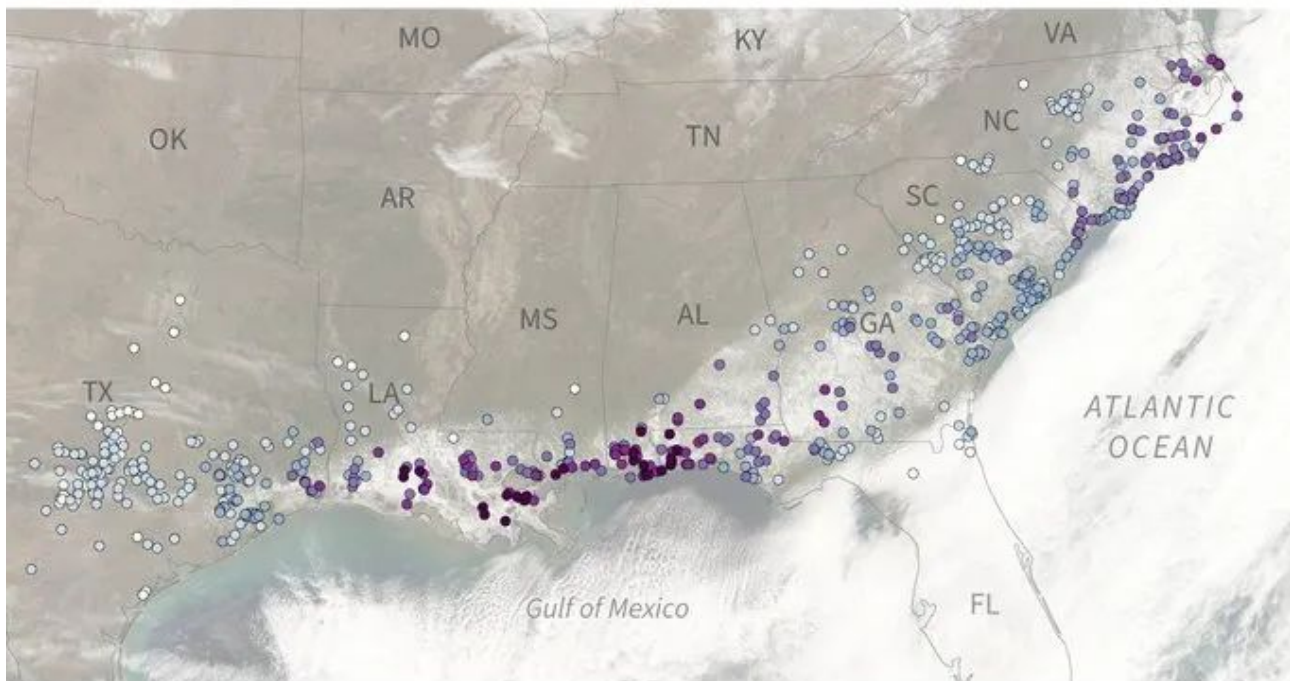 MO
KY
VA
OK
TN
NC
AR
SC
MS
AL
GA
TX
LA
ATLANTIC
OCEAN
Gulf of Mexico
FL